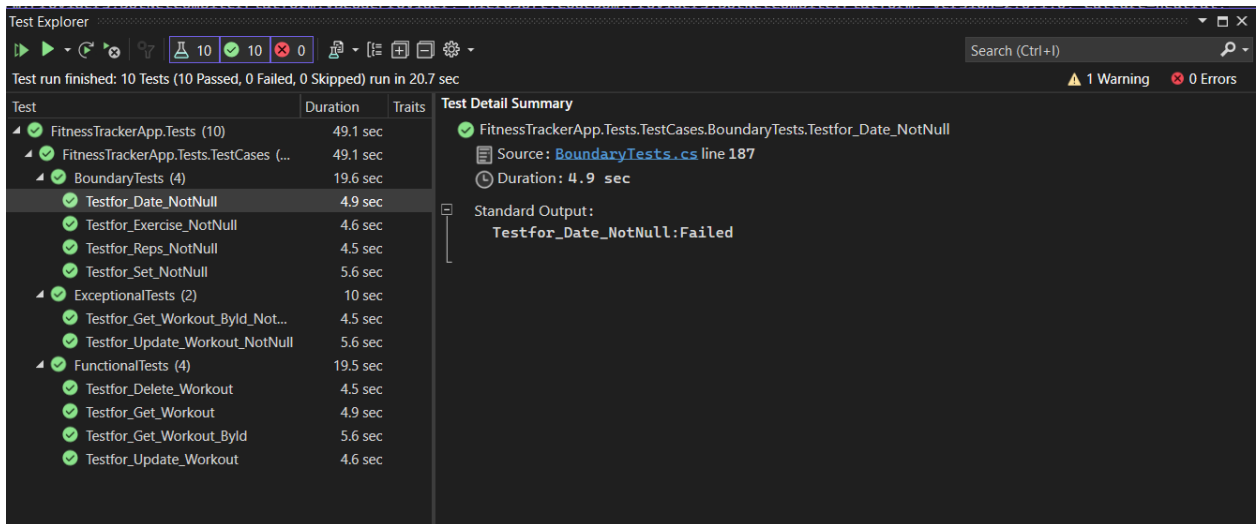 Test Explorer
10 10 0
Search (Ctrl+I)
Test run finished: 10 Tests (10 Passed, 0 Failed, 0 Skipped) run in 20.7 sec
1 Warning 0 Errors
Test Duration Traits
FitnessTrackerApp.Tests (10) 49.1 sec
FitnessTrackerApp.Tests.TestCases (... 49.1 sec
BoundaryTests (4) 19.6 sec
Testfor_Date_NotNull 4.9 sec
Testfor_Exercise_NotNull 4.6 sec
Testfor_Reps_NotNull 4.5 sec
Testfor_Set_NotNull 5.6 sec
ExceptionalTests (2) 10 sec
Testfor_Get_Workout_ById_Not... 4.5 sec
Testfor_Update_Workout_NotNull 5.6 sec
FunctionalTests (4) 19.5 sec
Testfor_Delete_Workout 4.5 sec
Testfor_Get_Workout 4.9 sec
Testfor_Get_Workout_ById 5.6 sec
Testfor_Update_Workout 4.6 sec
Test Detail Summary
FitnessTrackerApp.Tests.TestCases.BoundaryTests.Testfor_Date_NotNull
Source: BoundaryTests.cs line 187
Duration: 4.9 sec
Standard Output:
Testfor_Date_NotNull:Failed